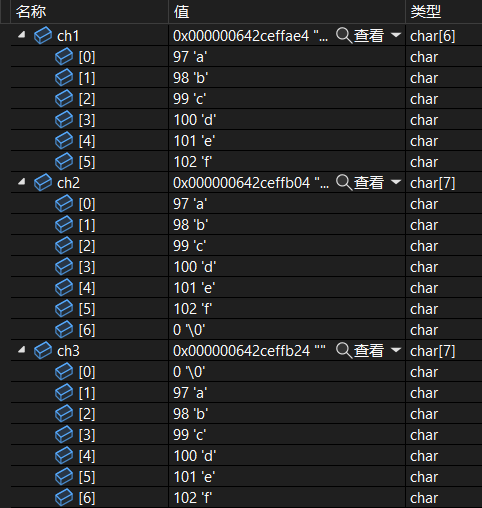 名称 值 类型
ch1 0x000000642ceffae4 "... 查看 char[6]
[0] 97 'a' char
[1] 98 'b' char
[2] 99 'c' char
[3] 100 'd' char
[4] 101 'e' char
[5] 102 'f' char
ch2 0x000000642ceffb04 "... 查看 char[7]
[0] 97 'a' char
[1] 98 'b' char
[2] 99 'c' char
[3] 100 'd' char
[4] 101 'e' char
[5] 102 'f' char
[6] 0 '\0' char
ch3 0x000000642ceffb24 "" 查看 char[7]
[0] 0 '\0' char
[1] 97 'a' char
[2] 98 'b' char
[3] 99 'c' char
[4] 100 'd' char
[5] 101 'e' char
[6] 102 'f' char